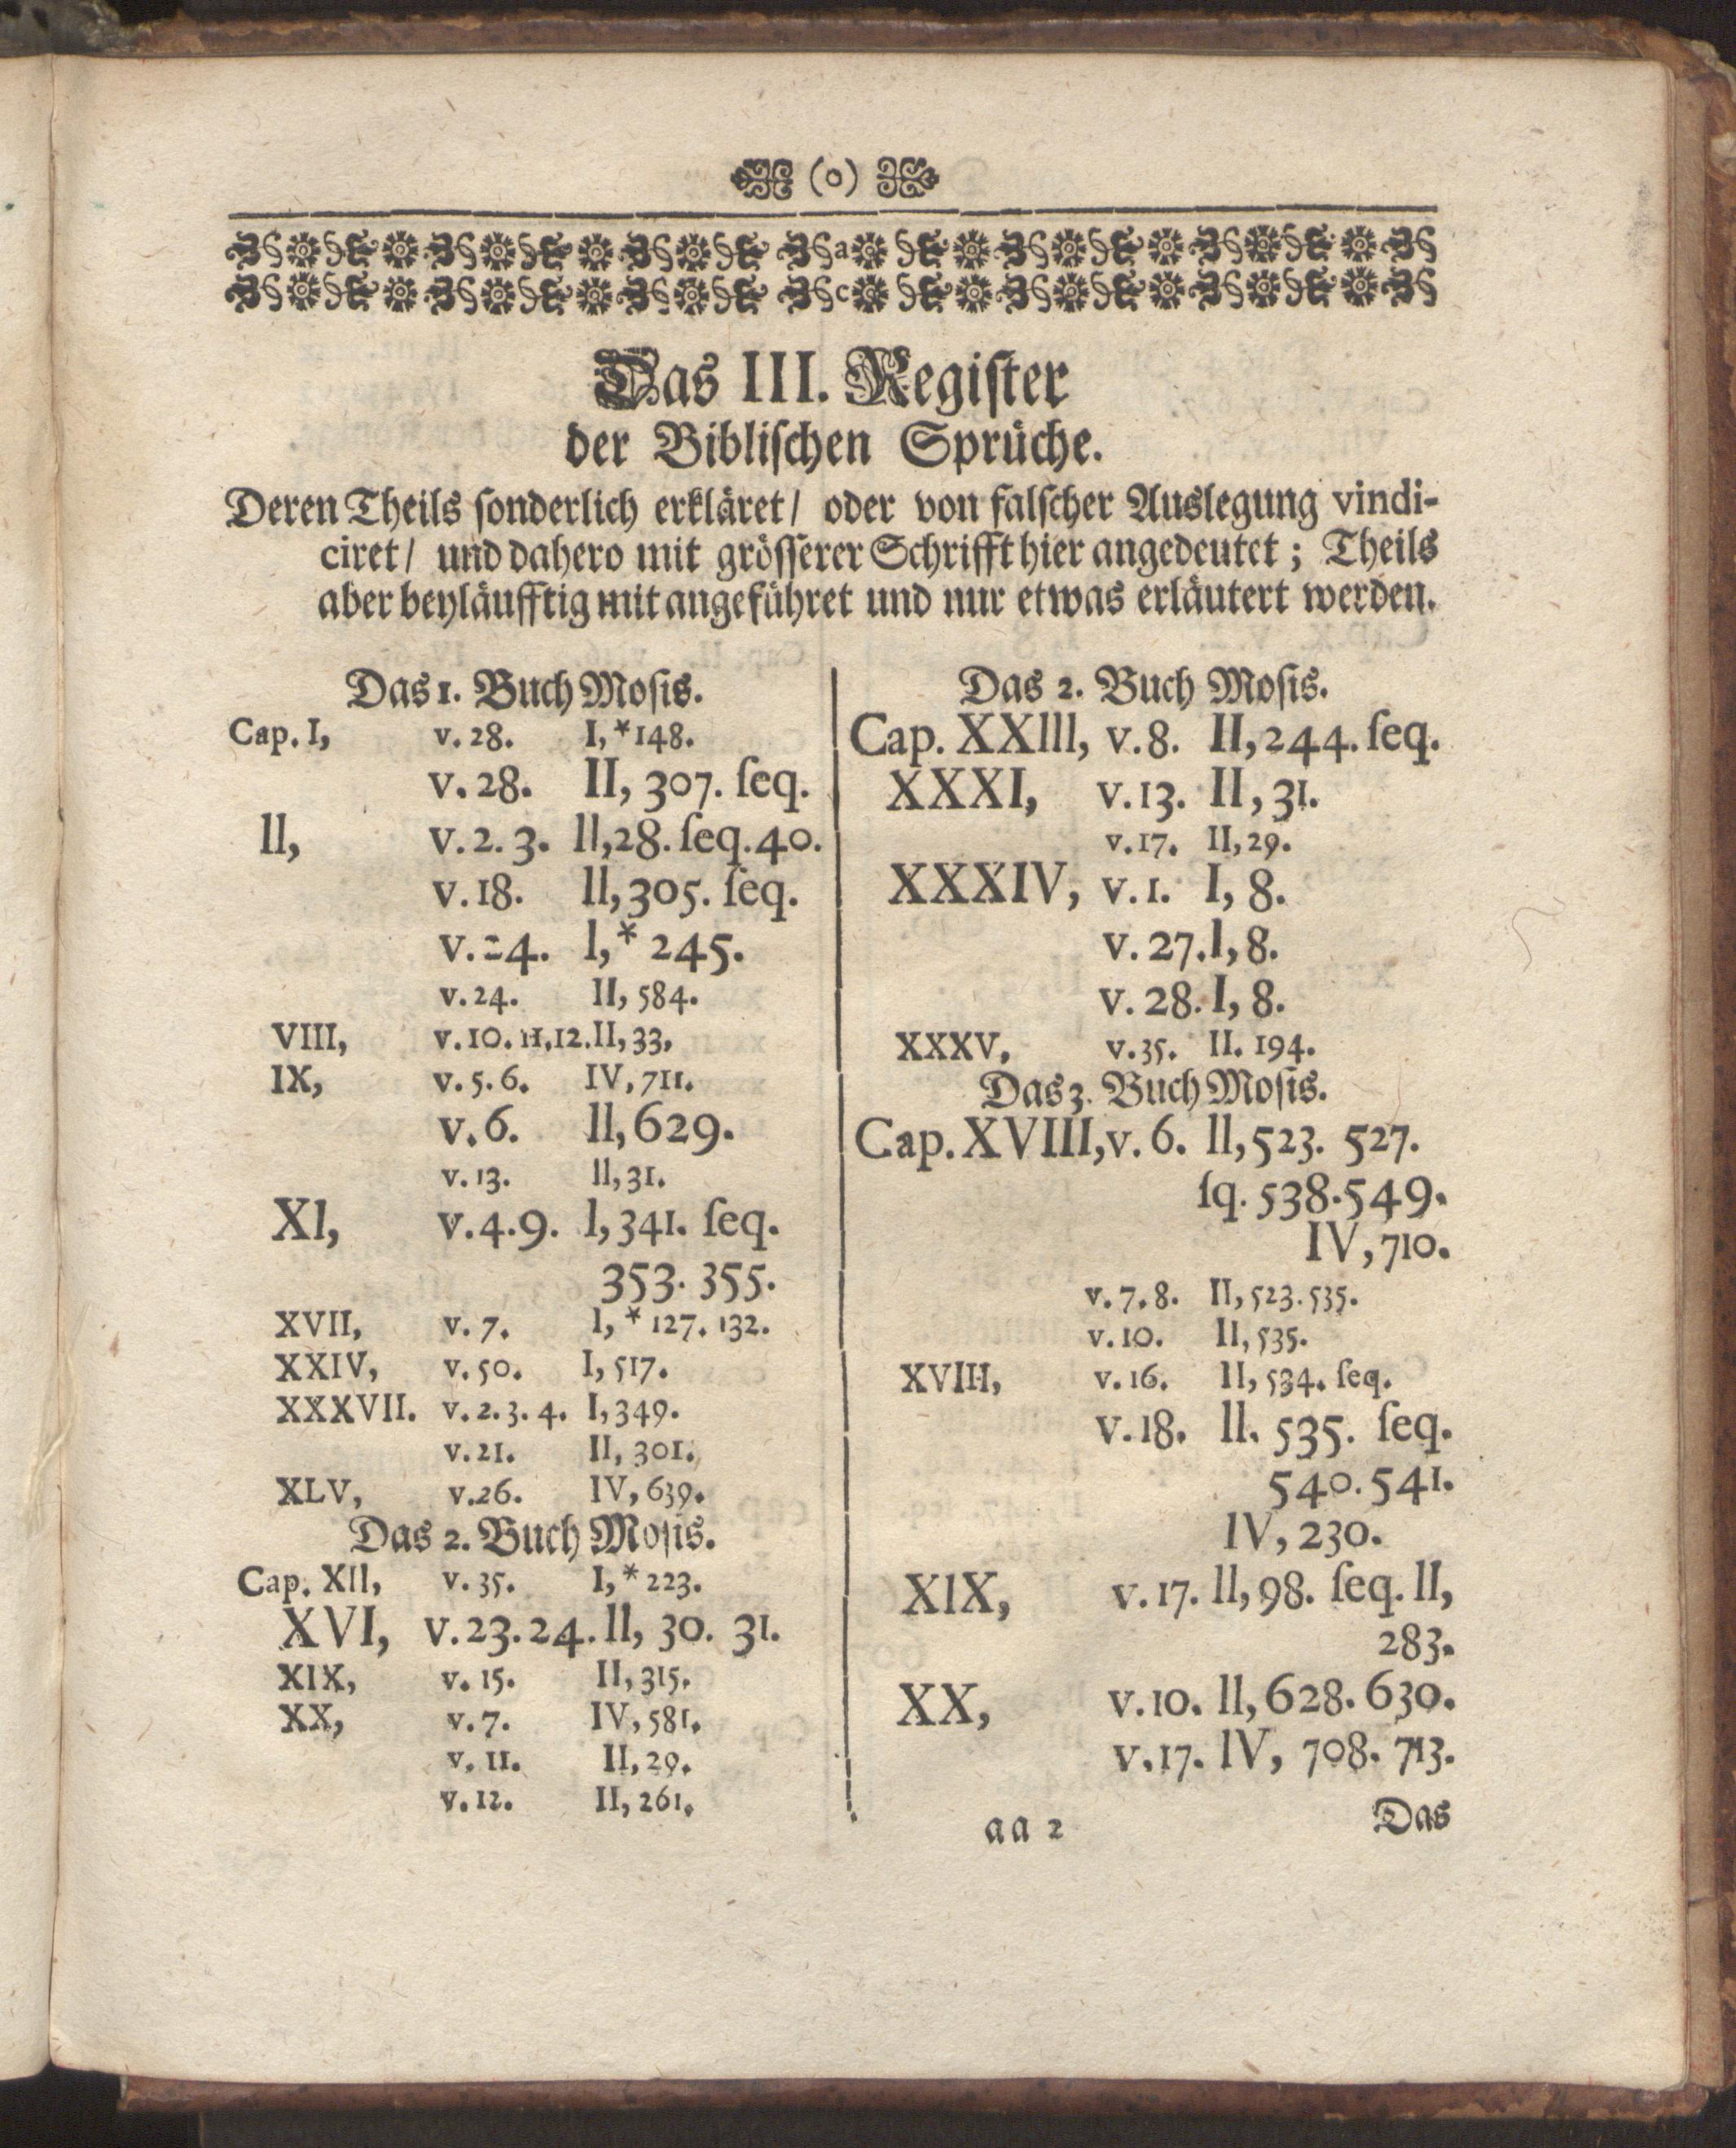 (o)
Das III. Regiſter
der Bibliſchen Sprüche.
Deren Theils ſonderlich erkläret/ oder von falſcher Auslegung vindi-
ciret/ und dahero mit gröſſerer Schrifft hier angedeutet; Theils
aber beyläufftig mit angeführet und nur etwas erläutert werden.
Das 1. Buch Moſis.
Cap. I, v. 28. I, *148.
v. 28. II, 307. ſeq.
II, v. 2. 3. II, 28. ſeq. 40.
v. 18. II, 305. ſeq.
v. 24. I, * 245.
v. 24. II, 584.
VIII, v. 10. 11. 12. II, 33,
IX, v. 5. 6. IV, 711.
v. 6. II, 629.
v. 13. II, 31.
XI, v. 4. 9. I, 341. ſeq.
353. 355.
XVII, v. 7. I, * 127. 132.
XXIV, v. 50. I, 517.
XXXVII. v. 2. 3. 4. I, 349.
v. 21. II, 301.
XLV, v. 26. IV, 639.
Das 2. Buch Moſis.
Cap. XII, v. 35. I, * 223.
XVI, v. 23. 24. II, 30. 31.
XIX, v. 15. II, 315.
XX, v. 7. IV, 581.
v. 11. II, 29.
v. 12. II, 261.
Das 2. Buch Moſis.
Cap. XXIII, v. 8. II, 244. ſeq.
XXXI, v. 13. II, 31.
v. 17. II, 29.
XXXIV, v. 1. I, 8.
v. 27. I, 8.
v. 28. I, 8.
XXXV, v. 35. II. 194.
Das 3. Buch Moſis.
Cap. XVIII, v. 6. II, 523. 527.
ſq. 538. 549.
IV, 710.
v. 7. 8. II, 523. 535.
v. 10. II, 535.
XVIII, v. 16. II, 534. ſeq.
v. 18. II. 535. ſeq.
540. 541.
IV, 230.
XIX, v. 17. II, 98. ſeq. II,
283.
XX, v. 10. II, 628. 630.
v. 17. IV, 708. 713.
aa 2 Das